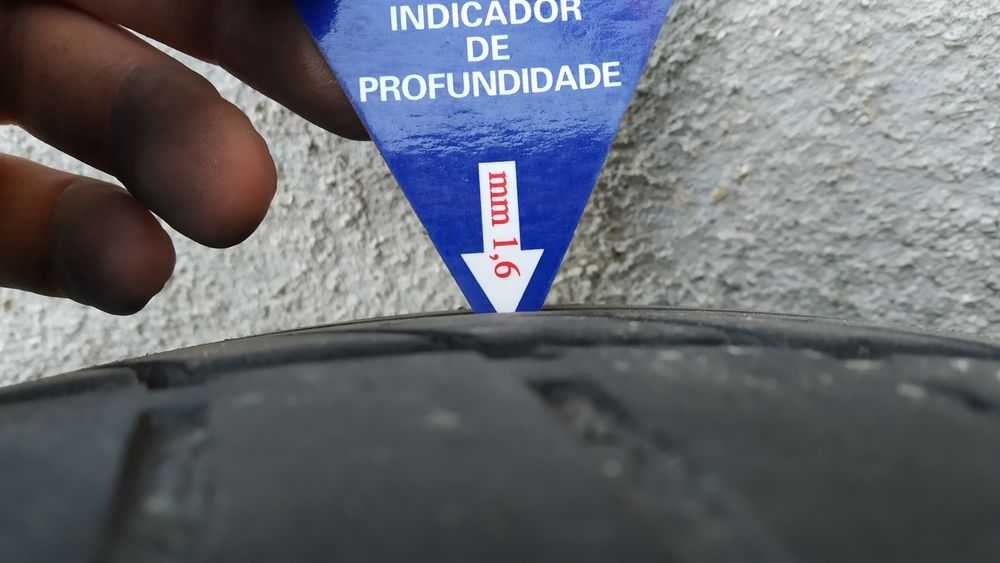 INDICADOR
DE
PROFUNDIDADE
mm 1,6